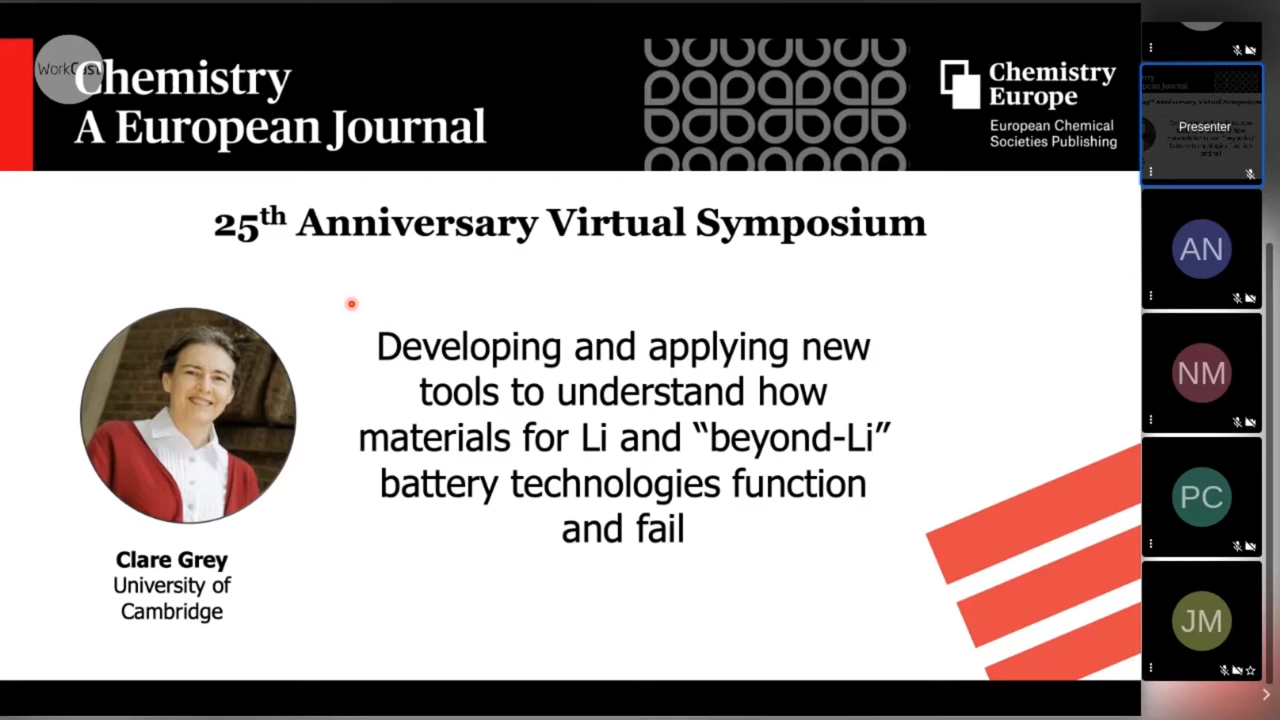 WorkCast
Chemistry
A European Journal
Chemistry
Europe
European Chemical
Societies Publishing
25th Anniversary Virtual Symposium
Developing and applying new
tools to understand how
materials for Li and “beyond-Li”
battery technologies function
and fail
Clare Grey
University of
Cambridge
Presenter
AN
NM
PC
JM